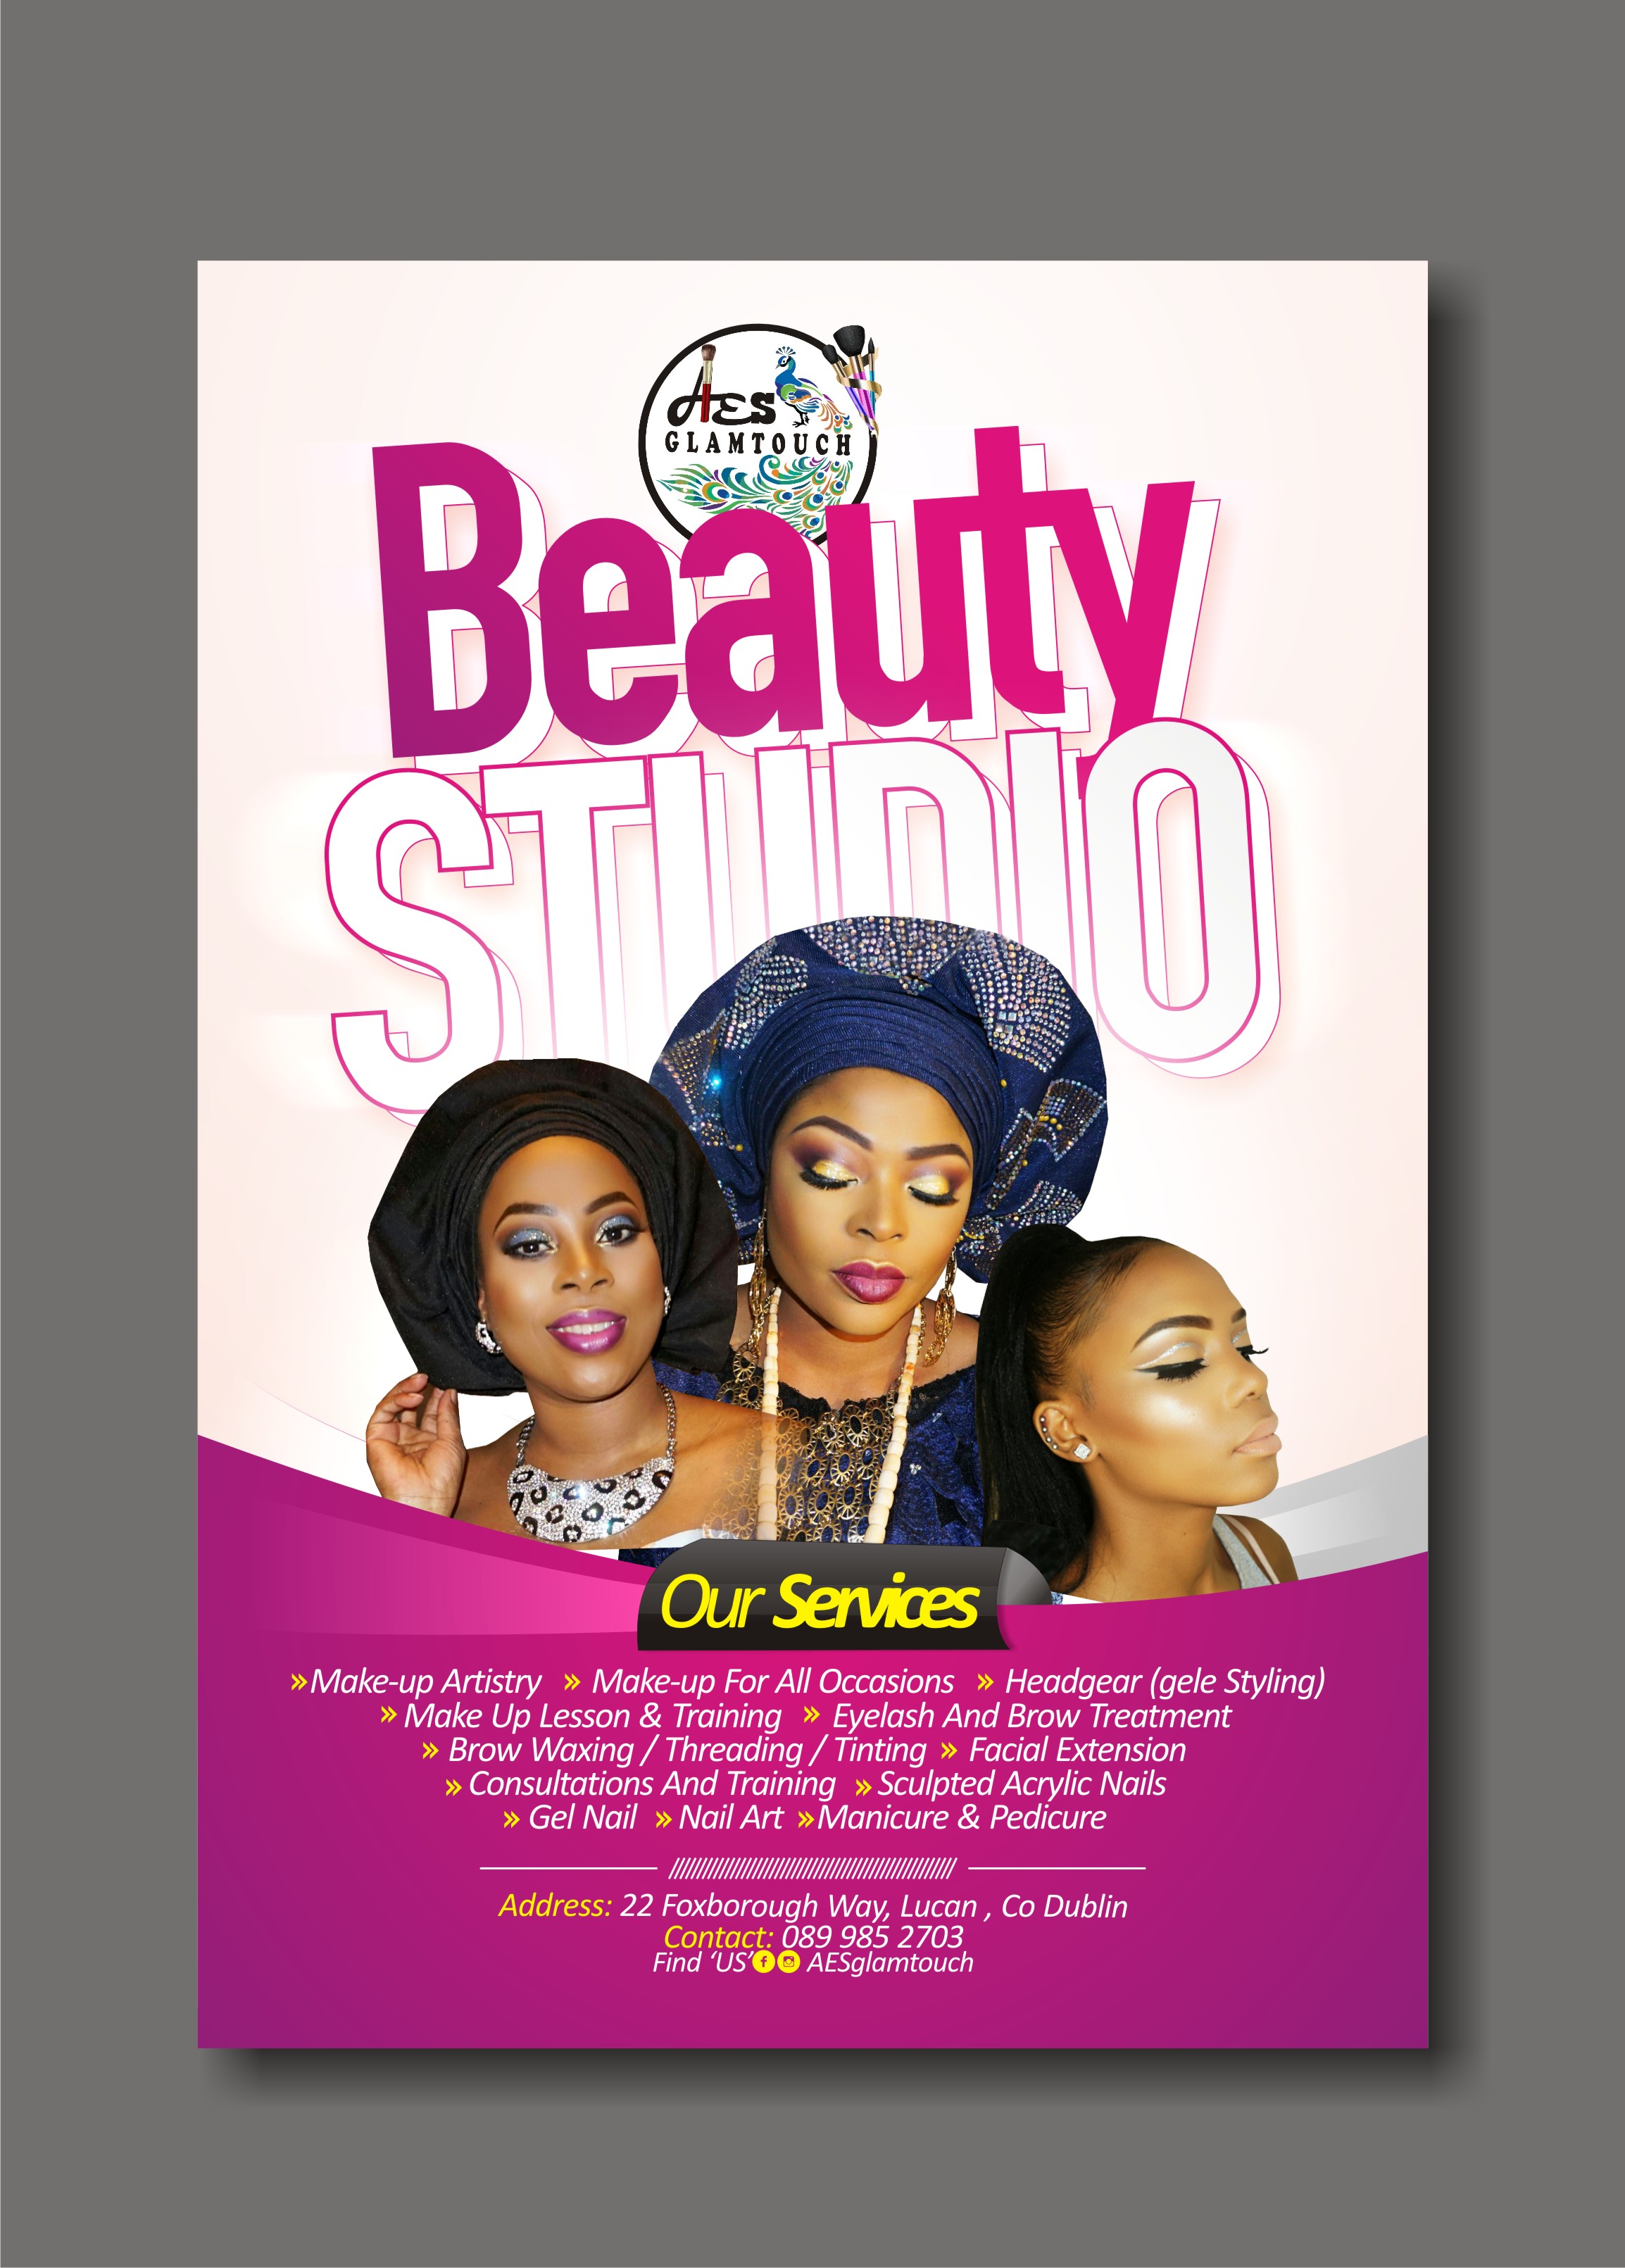 AES
GLAMTOUCH
Beauty
STUDIO
Our Services
» Make-up Artistry » Make-up For All Occasions » Headgear (gele Styling)
» Make Up Lesson & Training » Eyelash And Brow Treatment
» Brow Waxing / Threading / Tinting » Facial Extension
» Consultations And Training » Sculpted Acrylic Nails
» Gel Nail » Nail Art » Manicure & Pedicure
Address: 22 Foxborough Way, Lucan , Co Dublin
Contact: 089 985 2703
Find ‘US’ AESglamtouch